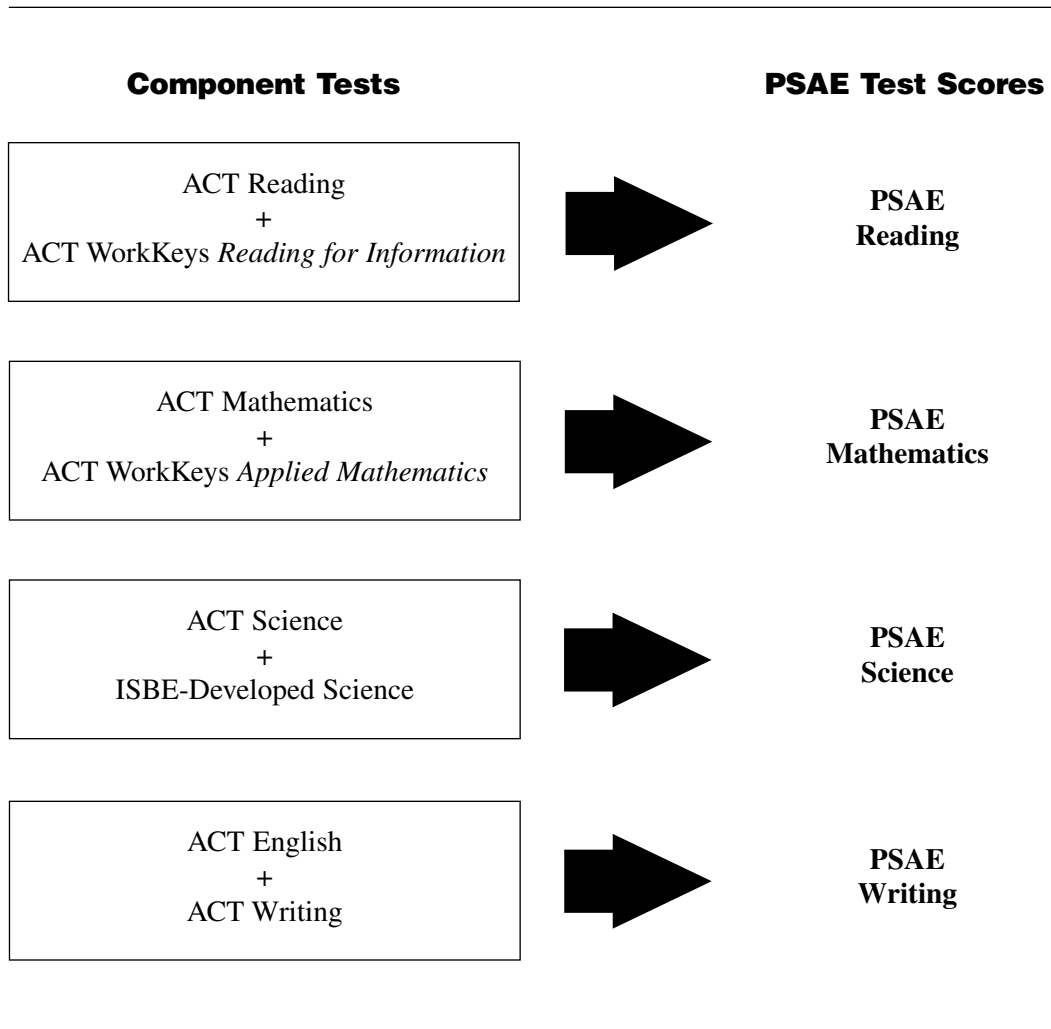 Component Tests
PSAE Test Scores
ACT Reading
+
ACT WorkKeys Reading for Information
PSAE
Reading
ACT Mathematics
+
ACT WorkKeys Applied Mathematics
PSAE
Mathematics
ACT Science
+
ISBE-Developed Science
PSAE
Science
ACT English
+
ACT Writing
PSAE
Writing